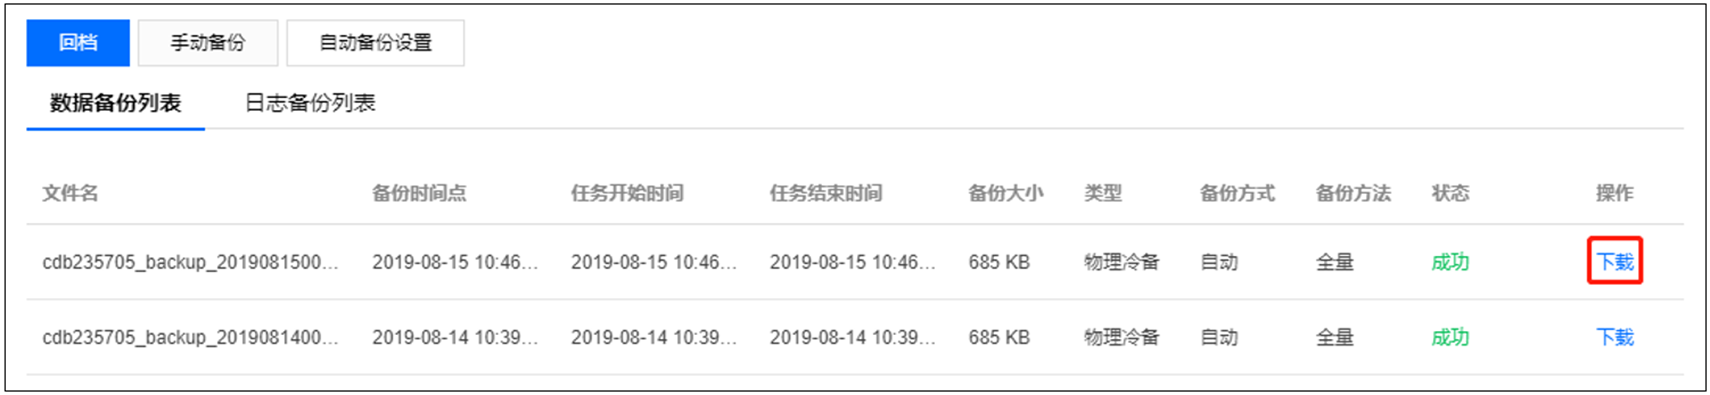 回档 手动备份 自动备份设置
数据备份列表 日志备份列表
文件名 备份时间点 任务开始时间 任务结束时间 备份大小 类型 备份方式 备份方法 状态 操作
cdb235705_backup_2019081500... 2019-08-15 10:46... 2019-08-15 10:46... 2019-08-15 10:46... 685 KB 物理冷备 自动 全量 成功 下载
cdb235705_backup_2019081400... 2019-08-14 10:39... 2019-08-14 10:39... 2019-08-14 10:39... 685 KB 物理冷备 自动 全量 成功 下载